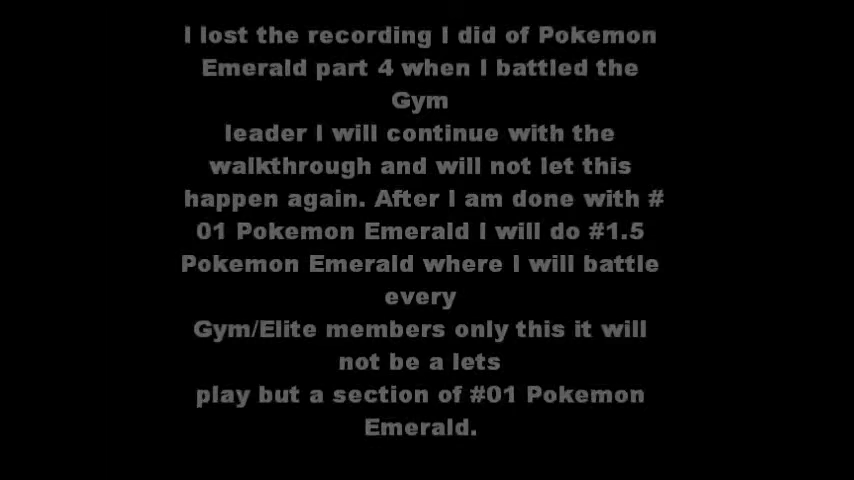 I lost the recording I did of Pokemon
Emerald part 4 when I battled the
Gym
leader I will continue with the
walkthrough and will not let this
happen again. After I am done with #
01 Pokemon Emerald I will do #1.5
Pokemon Emerald where I will battle
every
Gym/Elite members only this it will
not be a lets
play but a section of #01 Pokemon
Emerald.